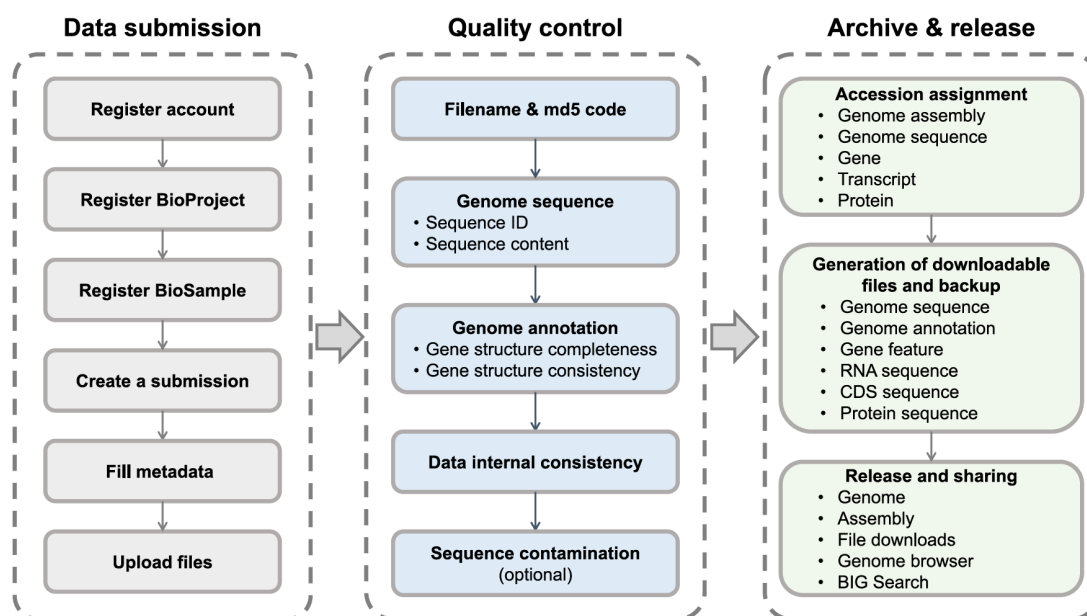 Data submission
Register account
Register BioProject
Register BioSample
Create a submission
Fill metadata
Upload files
Quality control
Filename & md5 code
Genome sequence
• Sequence ID
• Sequence content
Genome annotation
• Gene structure completeness
• Gene structure consistency
Data internal consistency
Sequence contamination
(optional)
Archive & release
Accession assignment
• Genome assembly
• Genome sequence
• Gene
• Transcript
• Protein
Generation of downloadable
files and backup
• Genome sequence
• Genome annotation
• Gene feature
• RNA sequence
• CDS sequence
• Protein sequence
Release and sharing
• Genome
• Assembly
• File downloads
• Genome browser
• BIG Search